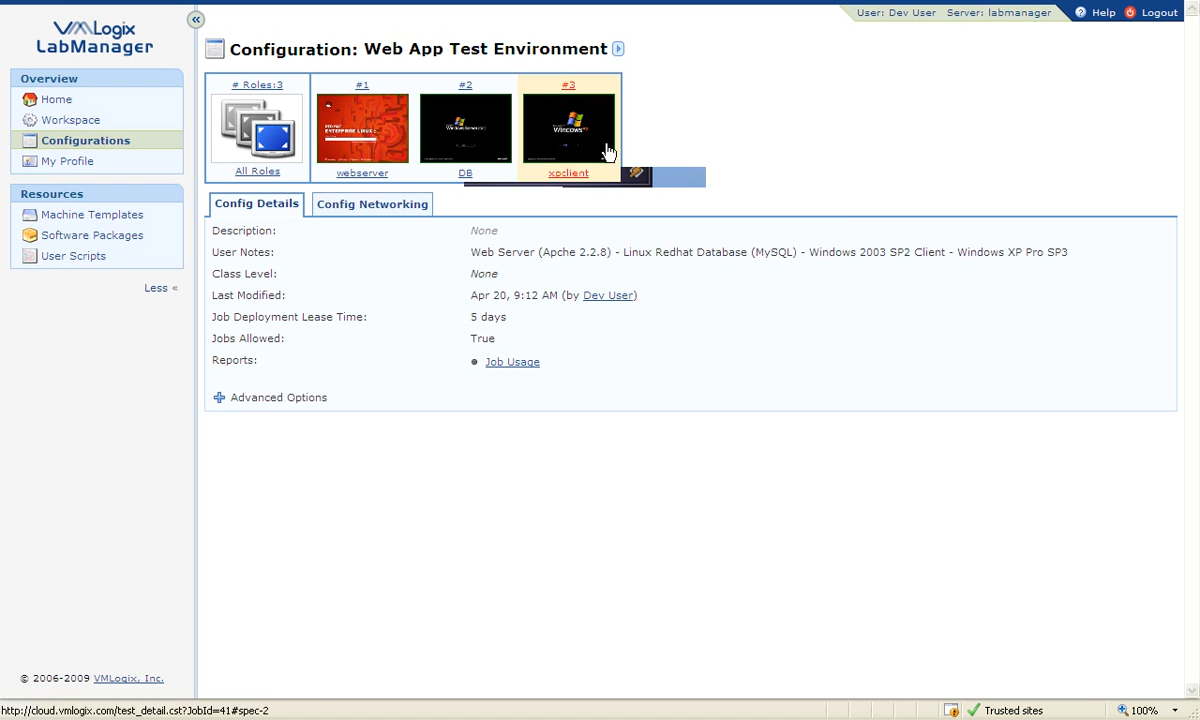 User: Dev User Server: labmanager Help Logout
VMLogix
LABMANAGER
Overview
Home
Workspace
Configurations
My Profile
Resources
Machine Templates
Software Packages
User Scripts
Less «
© 2006-2009 VMLogix, Inc.
Configuration: Web App Test Environment
# Roles:3 #1 #2 #3
All Roles webserver DB xpclient
Config Details Config Networking
Description: None
User Notes: Web Server (Apche 2.2.8) - Linux Redhat Database (MySQL) - Windows 2003 SP2 Client - Windows XP Pro SP3
Class Level: None
Last Modified: Apr 20, 9:12 AM (by Dev User)
Job Deployment Lease Time: 5 days
Jobs Allowed: True
Reports: Job Usage
Advanced Options
http://cloud.vmlogix.com/test_detail.cst?JobId=41#spec-2 Trusted sites 100%